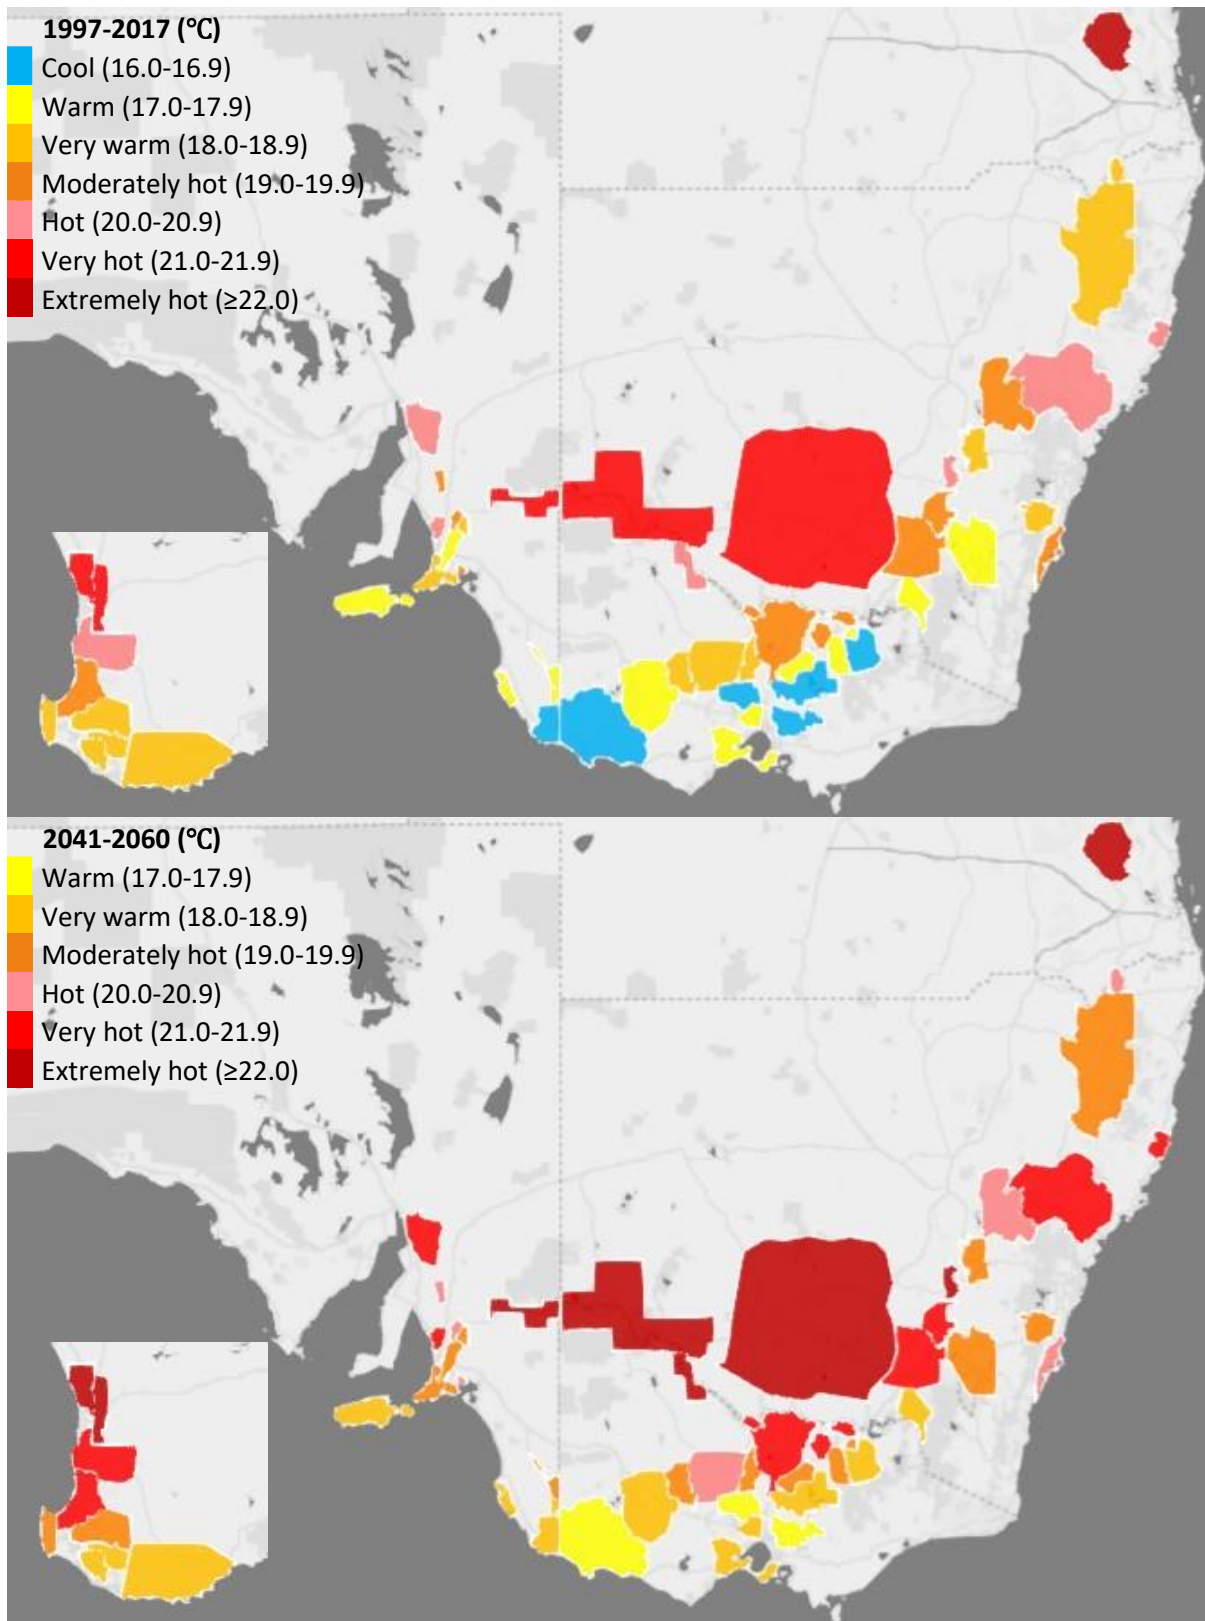 1997-2017 (℃)
Cool (16.0-16.9)
Warm (17.0-17.9)
Very warm (18.0-18.9)
Moderately hot (19.0-19.9)
Hot (20.0-20.9)
Very hot (21.0-21.9)
Extremely hot (≥22.0)
2041-2060 (℃)
Warm (17.0-17.9)
Very warm (18.0-18.9)
Moderately hot (19.0-19.9)
Hot (20.0-20.9)
Very hot (21.0-21.9)
Extremely hot (≥22.0)